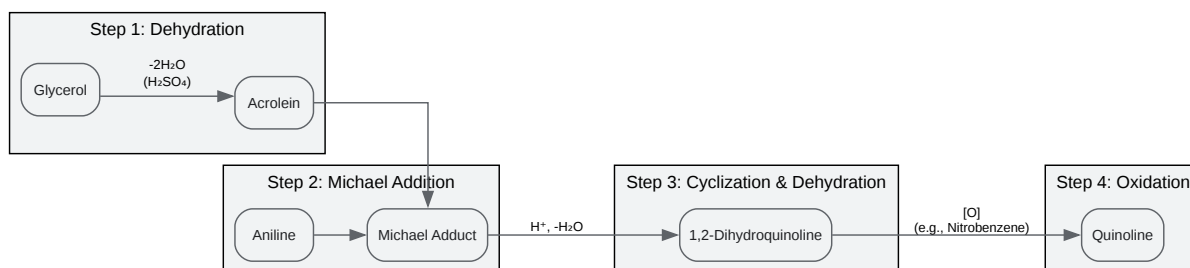 Step 1: Dehydration
Glycerol
-2H₂O
(H₂SO₄)
Acrolein
Step 2: Michael Addition
Aniline
Michael Adduct
H⁺, -H₂O
Step 3: Cyclization & Dehydration
1,2-Dihydroquinoline
[O]
(e.g., Nitrobenzene)
Step 4: Oxidation
Quinoline